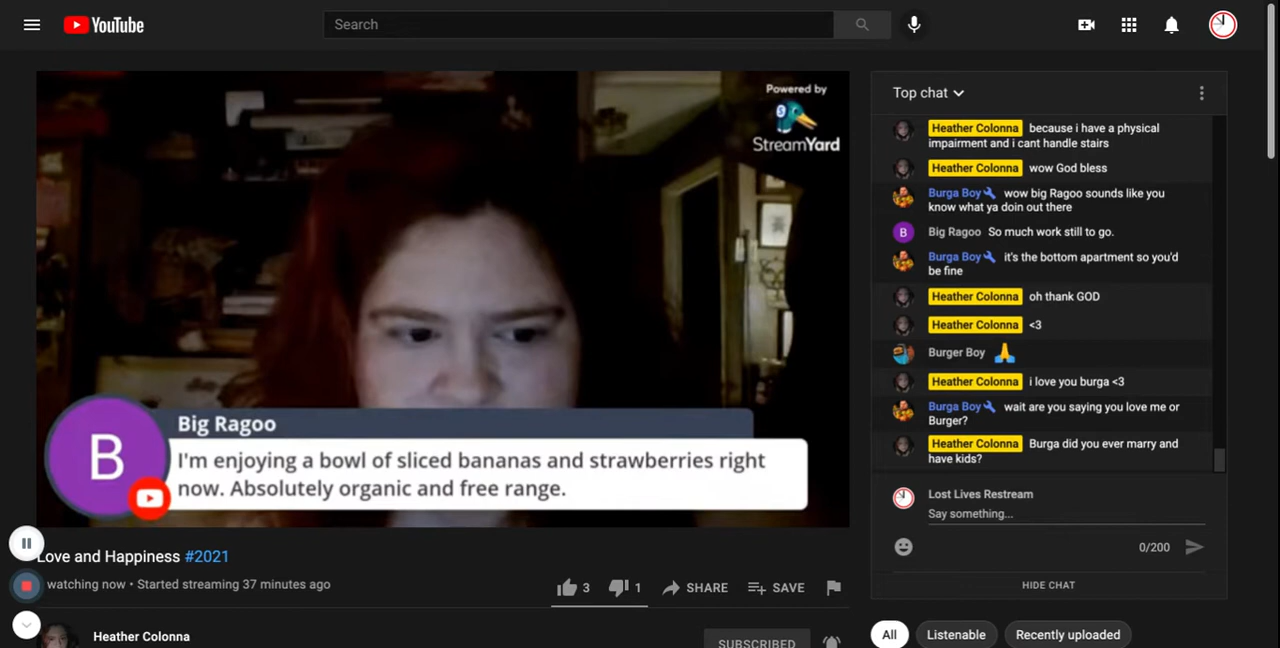 YouTube
Search
Powered by
StreamYard
B
Big Ragoo
I'm enjoying a bowl of sliced bananas and strawberries right
now. Absolutely organic and free range.
Love and Happiness #2021
watching now • Started streaming 37 minutes ago
3
1
SHARE
SAVE
Heather Colonna
SUBSCRIBED
Top chat
Heather Colonna because i have a physical
impairment and i cant handle stairs
Heather Colonna wow God bless
Burga Boy wow big Ragoo sounds like you
know what ya doin out there
B Big Ragoo So much work still to go.
Burga Boy it's the bottom apartment so you'd
be fine
Heather Colonna oh thank GOD
Heather Colonna <3
Burger Boy 🙏
Heather Colonna i love you burga <3
Burga Boy wait are you saying you love me or
Burger?
Heather Colonna Burga did you ever marry and
have kids?
Lost Lives Restream
Say something...
0/200
HIDE CHAT
All
Listenable
Recently uploaded